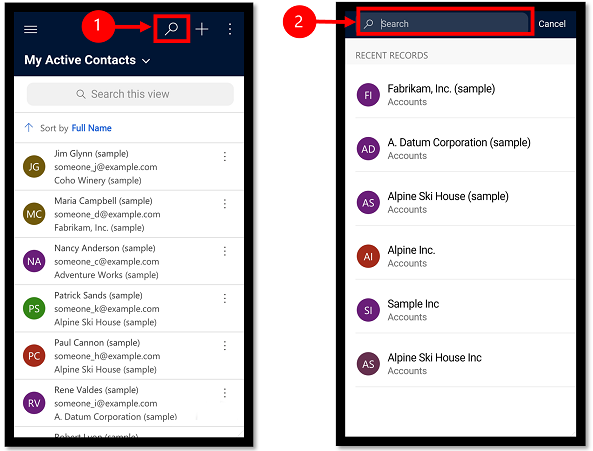 1
My Active Contacts
Search this view
Sort by Full Name
JG
Jim Glynn (sample)
someone_j@example.com
Coho Winery (sample)
MC
Maria Campbell (sample)
someone_d@example.com
Fabrikam, Inc. (sample)
NA
Nancy Anderson (sample)
someone_c@example.com
Adventure Works (sample)
PS
Patrick Sands (sample)
someone_k@example.com
Alpine Ski House (sample)
PC
Paul Cannon (sample)
someone_h@example.com
Alpine Ski House (sample)
RV
Rene Valdes (sample)
someone_i@example.com
A. Datum Corporation (sample)
Robert Lyon (sample)
2
Search
Cancel
RECENT RECORDS
FI
Fabrikam, Inc. (sample)
Accounts
AD
A. Datum Corporation (sample)
Accounts
AS
Alpine Ski House (sample)
Accounts
AI
Alpine Inc.
Accounts
SI
Sample Inc
Accounts
AS
Alpine Ski House Inc
Accounts